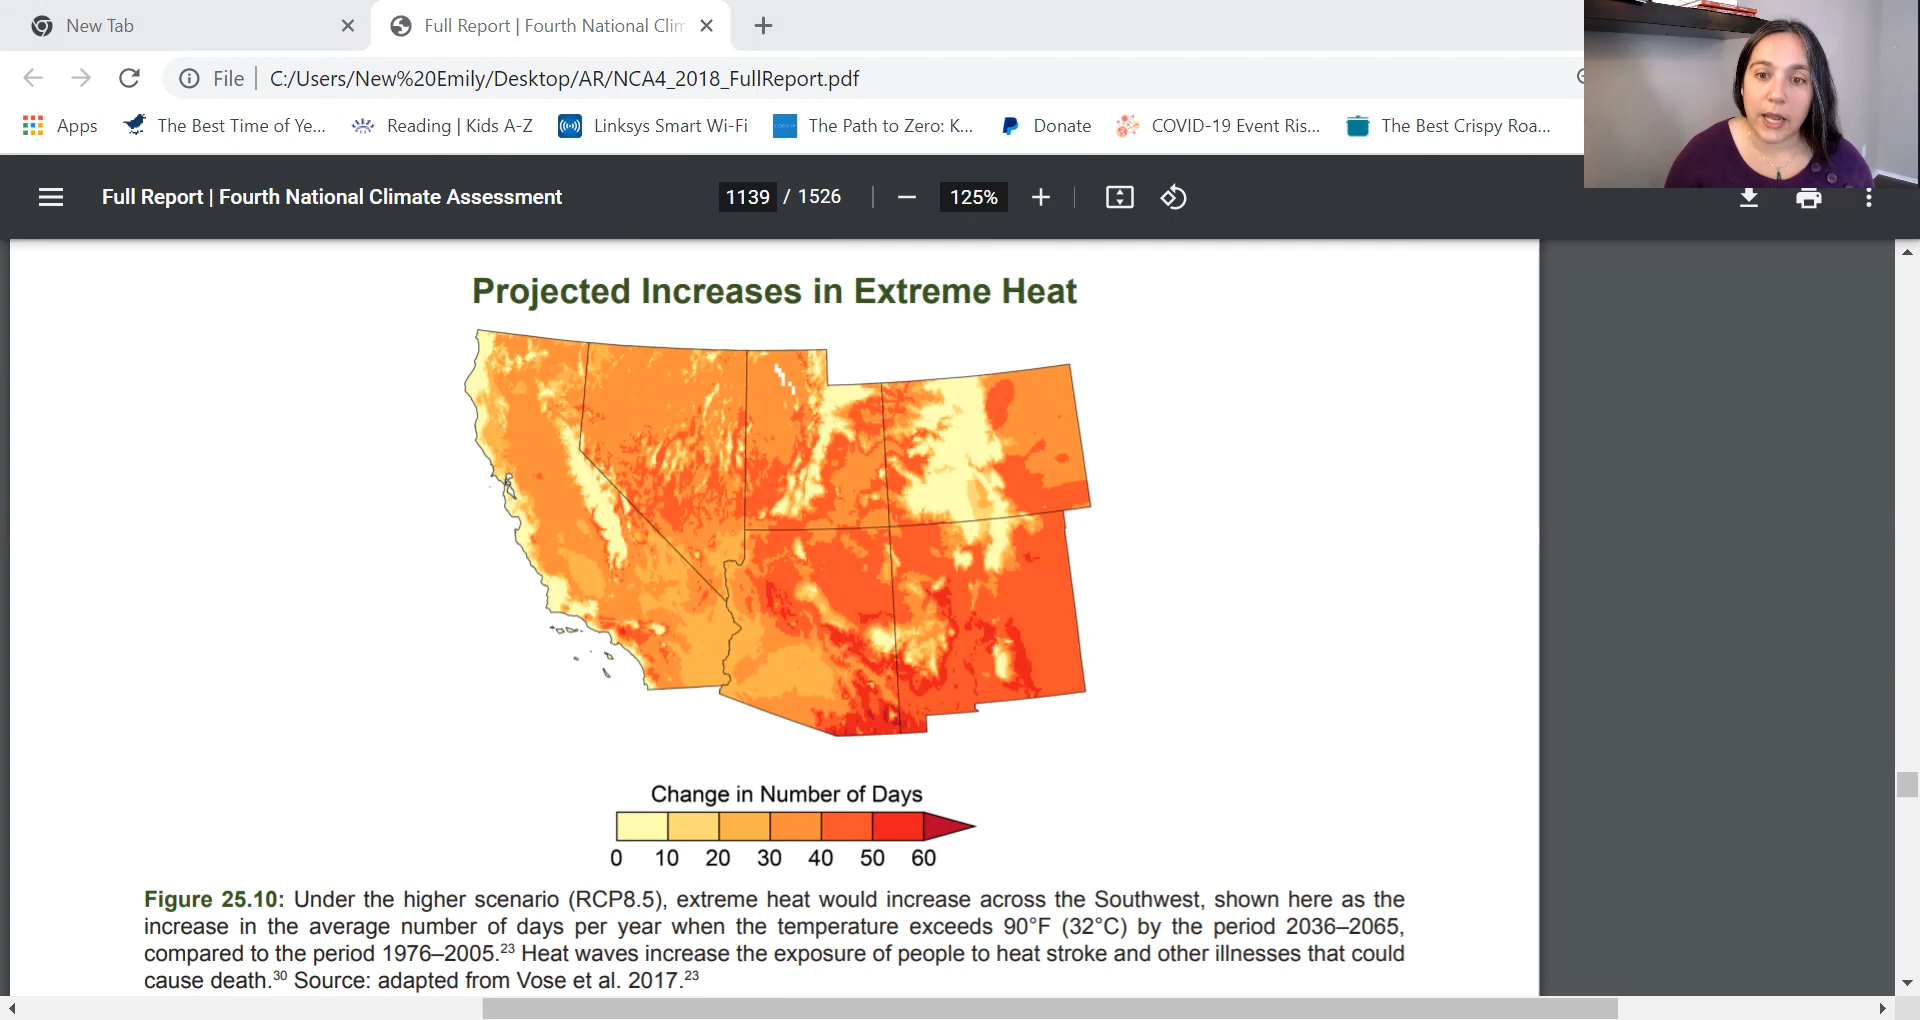 New Tab
Full Report | Fourth National Clim
File
C:/Users/New%20Emily/Desktop/AR/NCA4_2018_FullReport.pdf
Apps
The Best Time of Ye...
Reading | Kids A-Z
Linksys Smart Wi-Fi
The Path to Zero: K...
Donate
COVID-19 Event Ris...
The Best Crispy Roa...
Full Report | Fourth National Climate Assessment
1139 / 1526
125%
Projected Increases in Extreme Heat
Change in Number of Days
0 10 20 30 40 50 60
Figure 25.10: Under the higher scenario (RCP8.5), extreme heat would increase across the Southwest, shown here as the
increase in the average number of days per year when the temperature exceeds 90°F (32°C) by the period 2036–2065,
compared to the period 1976–2005.23 Heat waves increase the exposure of people to heat stroke and other illnesses that could
cause death.30 Source: adapted from Vose et al. 2017.23